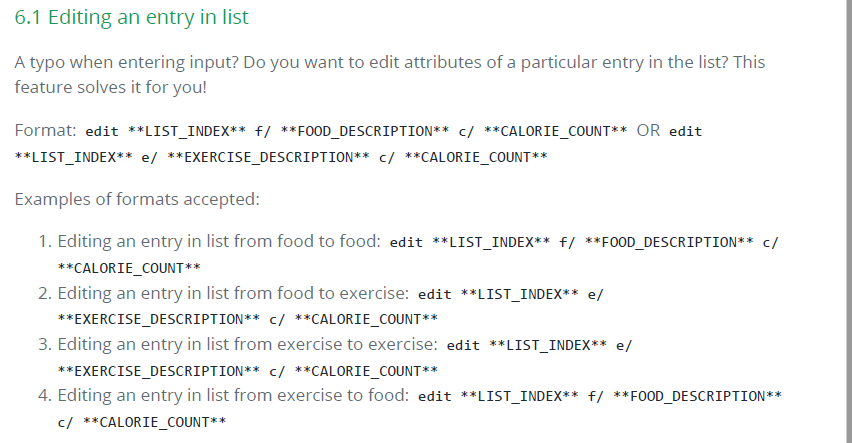 6.1 Editing an entry in list
A typo when entering input? Do you want to edit attributes of a particular entry in the list? This
feature solves it for you!
Format: edit **LIST_INDEX** f/ **FOOD_DESCRIPTION** c/ **CALORIE_COUNT** OR edit
**LIST_INDEX** e/ **EXERCISE_DESCRIPTION** c/ **CALORIE_COUNT**
Examples of formats accepted:
1. Editing an entry in list from food to food: edit **LIST_INDEX** f/ **FOOD_DESCRIPTION** c/
**CALORIE_COUNT**
2. Editing an entry in list from food to exercise: edit **LIST_INDEX** e/
**EXERCISE_DESCRIPTION** c/ **CALORIE_COUNT**
3. Editing an entry in list from exercise to exercise: edit **LIST_INDEX** e/
**EXERCISE_DESCRIPTION** c/ **CALORIE_COUNT**
4. Editing an entry in list from exercise to food: edit **LIST_INDEX** f/ **FOOD_DESCRIPTION**
c/ **CALORIE_COUNT**